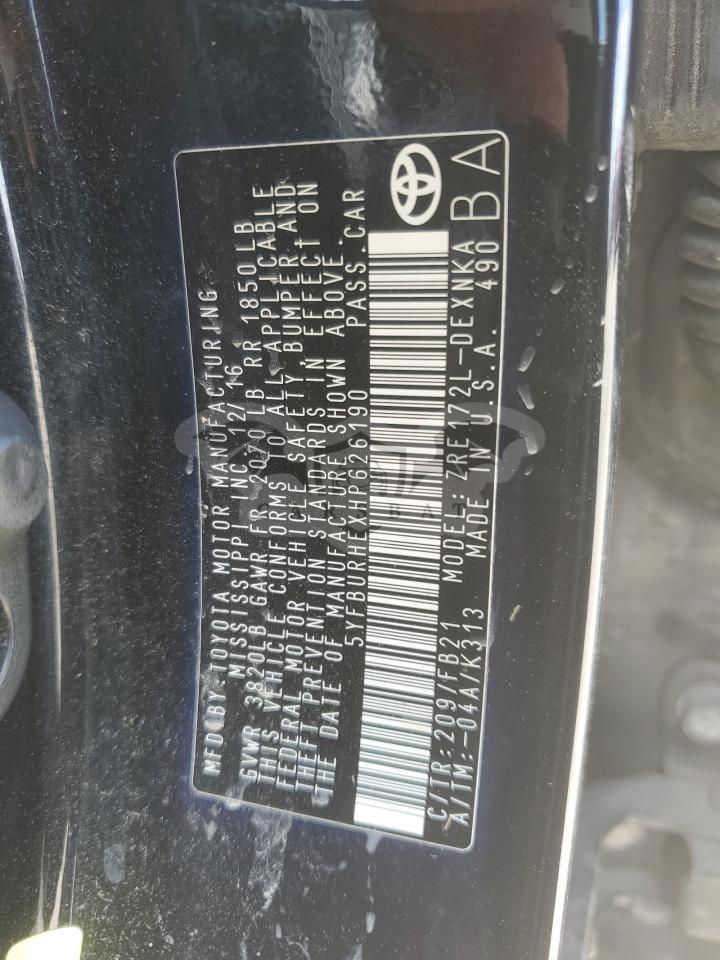 MFD BY TOYOTA MOTOR MANUFACTURING
MISSISSIPPI INC 12/16
GVWR 3820LB GAWR FR 2070 LB RR 1850LB
THIS VEHICLE CONFORMS TO ALL APPLICABLE
FEDERAL MOTOR VEHICLE SAFETY, BUMPER AND
THEFT PREVENTION STANDARDS IN EFFECT ON
THE DATE OF MANUFACTURE SHOWN ABOVE.
5YFBURHEXHP626190 PASS.CAR
C/TR:209/FB21 MODEL:ZRE172L-DEXNKA
A/TM:-04A/K313 MADE IN U.S.A. 490 BA